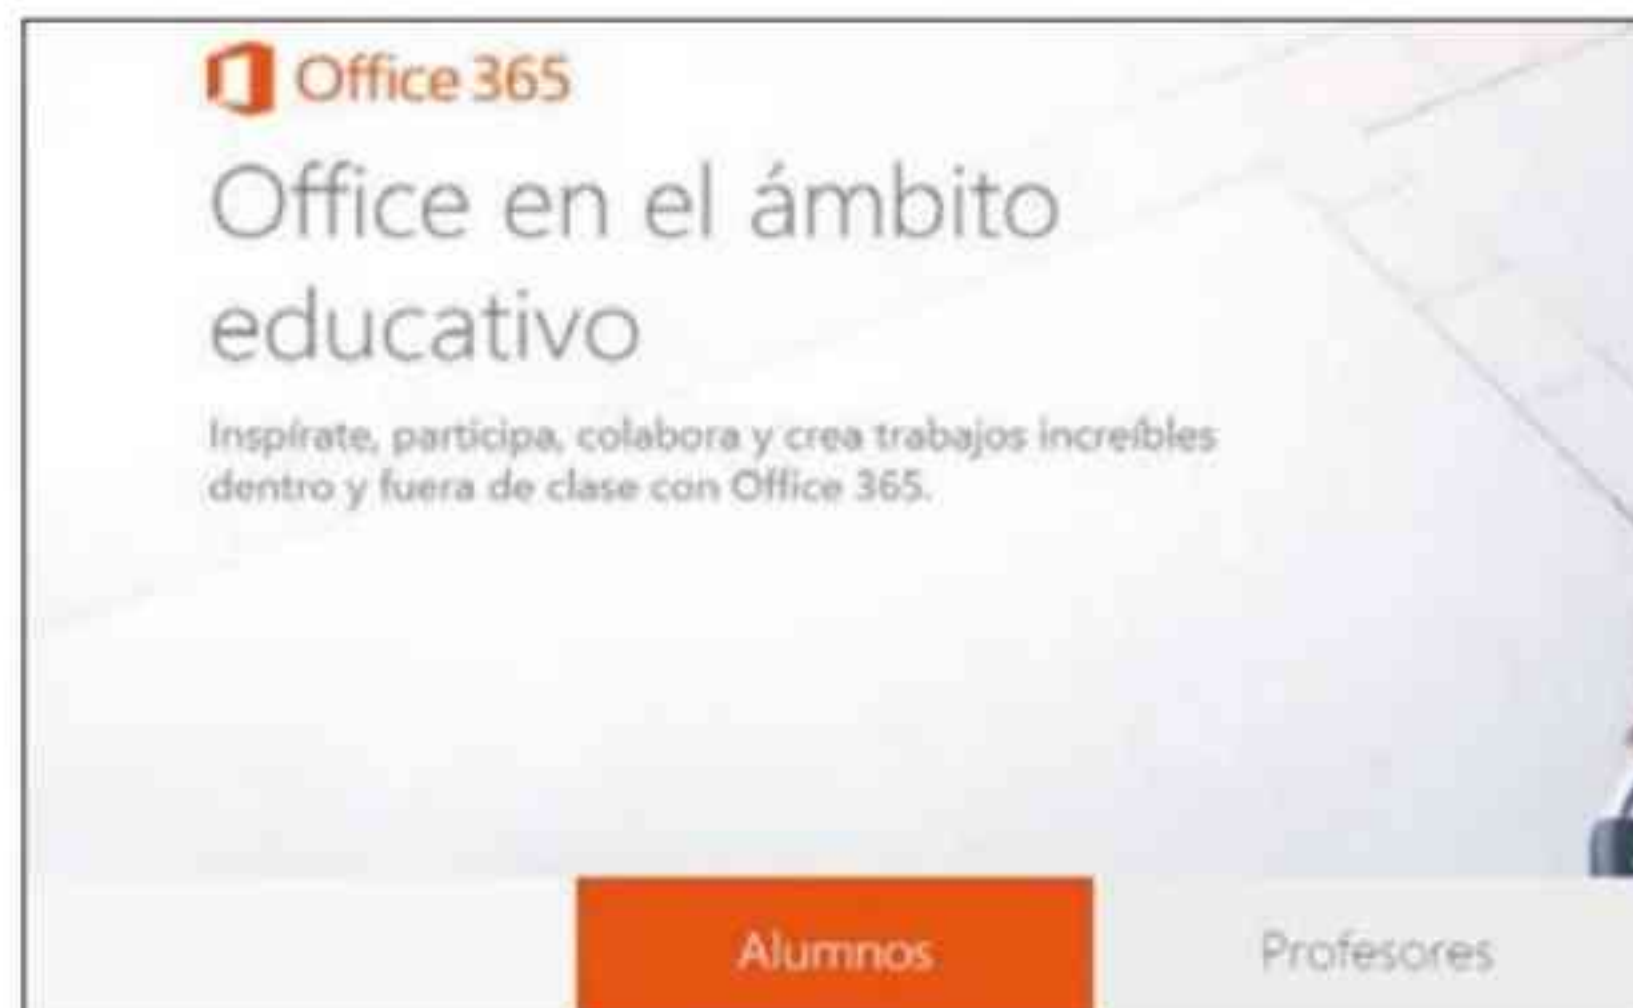 Office 365
Office en el ámbito
educativo
Inspírate, participa, colabora y crea trabajos increíbles
dentro y fuera de clase con Office 365.
Alumnos
Profesores